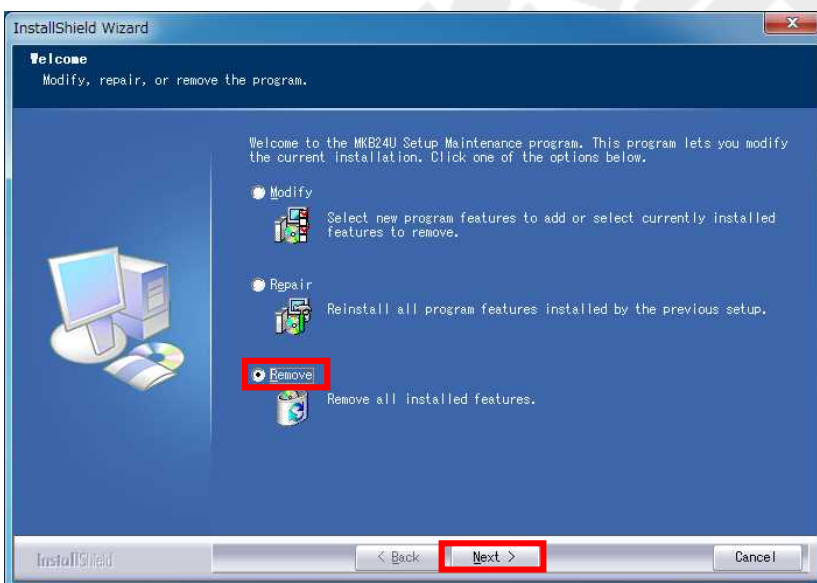 InstallShield Wizard
Welcome
Modify, repair, or remove the program.
Welcome to the MKB24U Setup Maintenance program. This program lets you modify
the current installation. Click one of the options below.
Modify
Select new program features to add or select currently installed
features to remove.
Repair
Reinstall all program features installed by the previous setup.
Remove
Remove all installed features.
InstallShield
< Back
Next >
Cancel